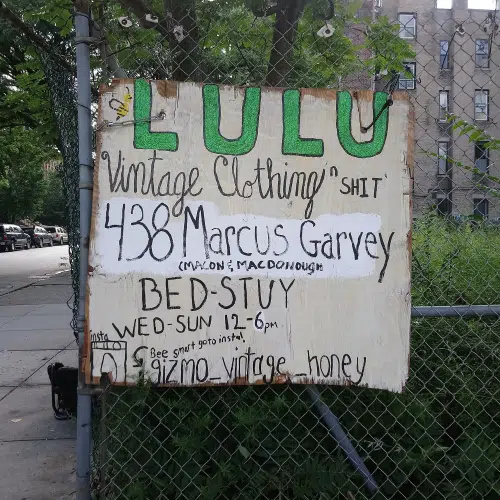 LULU
Vintage Clothing "SHIT"
438 Marcus Garvey
(MACON & MACDONOUGH
BED-STUY
WED-SUN 12-6pm
insta
Bee smart go to insta!
gizmo_vintage_honey